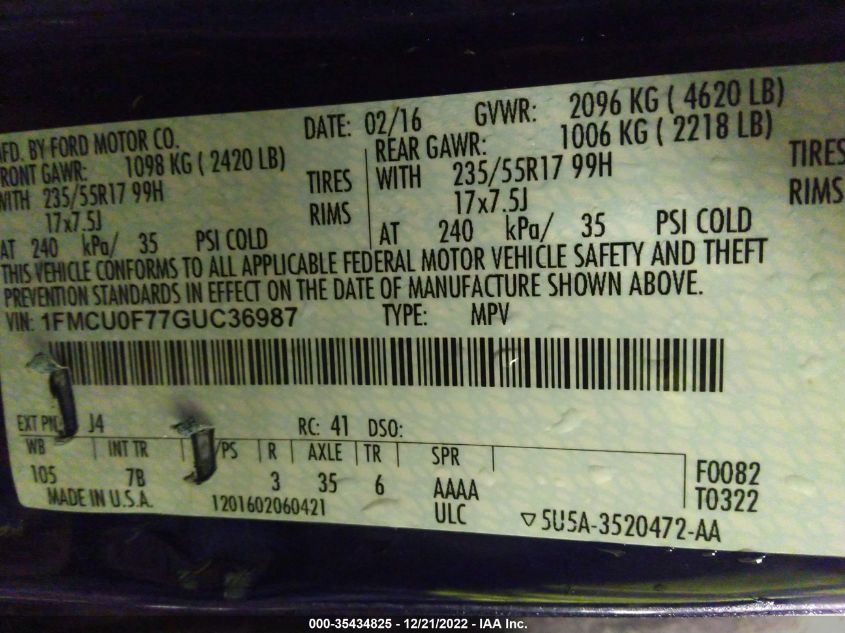 MFD. BY FORD MOTOR CO. DATE: 02/16 GVWR: 2096 KG ( 4620 LB)
FRONT GAWR: 1098 KG ( 2420 LB) REAR GAWR: 1006 KG ( 2218 LB)
WITH 235/55R17 99H TIRES WITH 235/55R17 99H TIRES
17x7.5J RIMS 17x7.5J RIMS
AT 240 kPa/ 35 PSI COLD AT 240 kPa/ 35 PSI COLD
THIS VEHICLE CONFORMS TO ALL APPLICABLE FEDERAL MOTOR VEHICLE SAFETY AND THEFT
PREVENTION STANDARDS IN EFFECT ON THE DATE OF MANUFACTURE SHOWN ABOVE.
VIN: 1FMCU0F77GUC36987 TYPE: MPV
EXT PNT: J4 RC: 41 DSO:
WB INT TR /PS R AXLE TR SPR
105 7B 3 35 6 AAAA F0082
MADE IN U.S.A. 1201602060421 ULC T0322
▽5U5A-3520472-AA
000-35434825 - 12/21/2022 - IAA Inc.